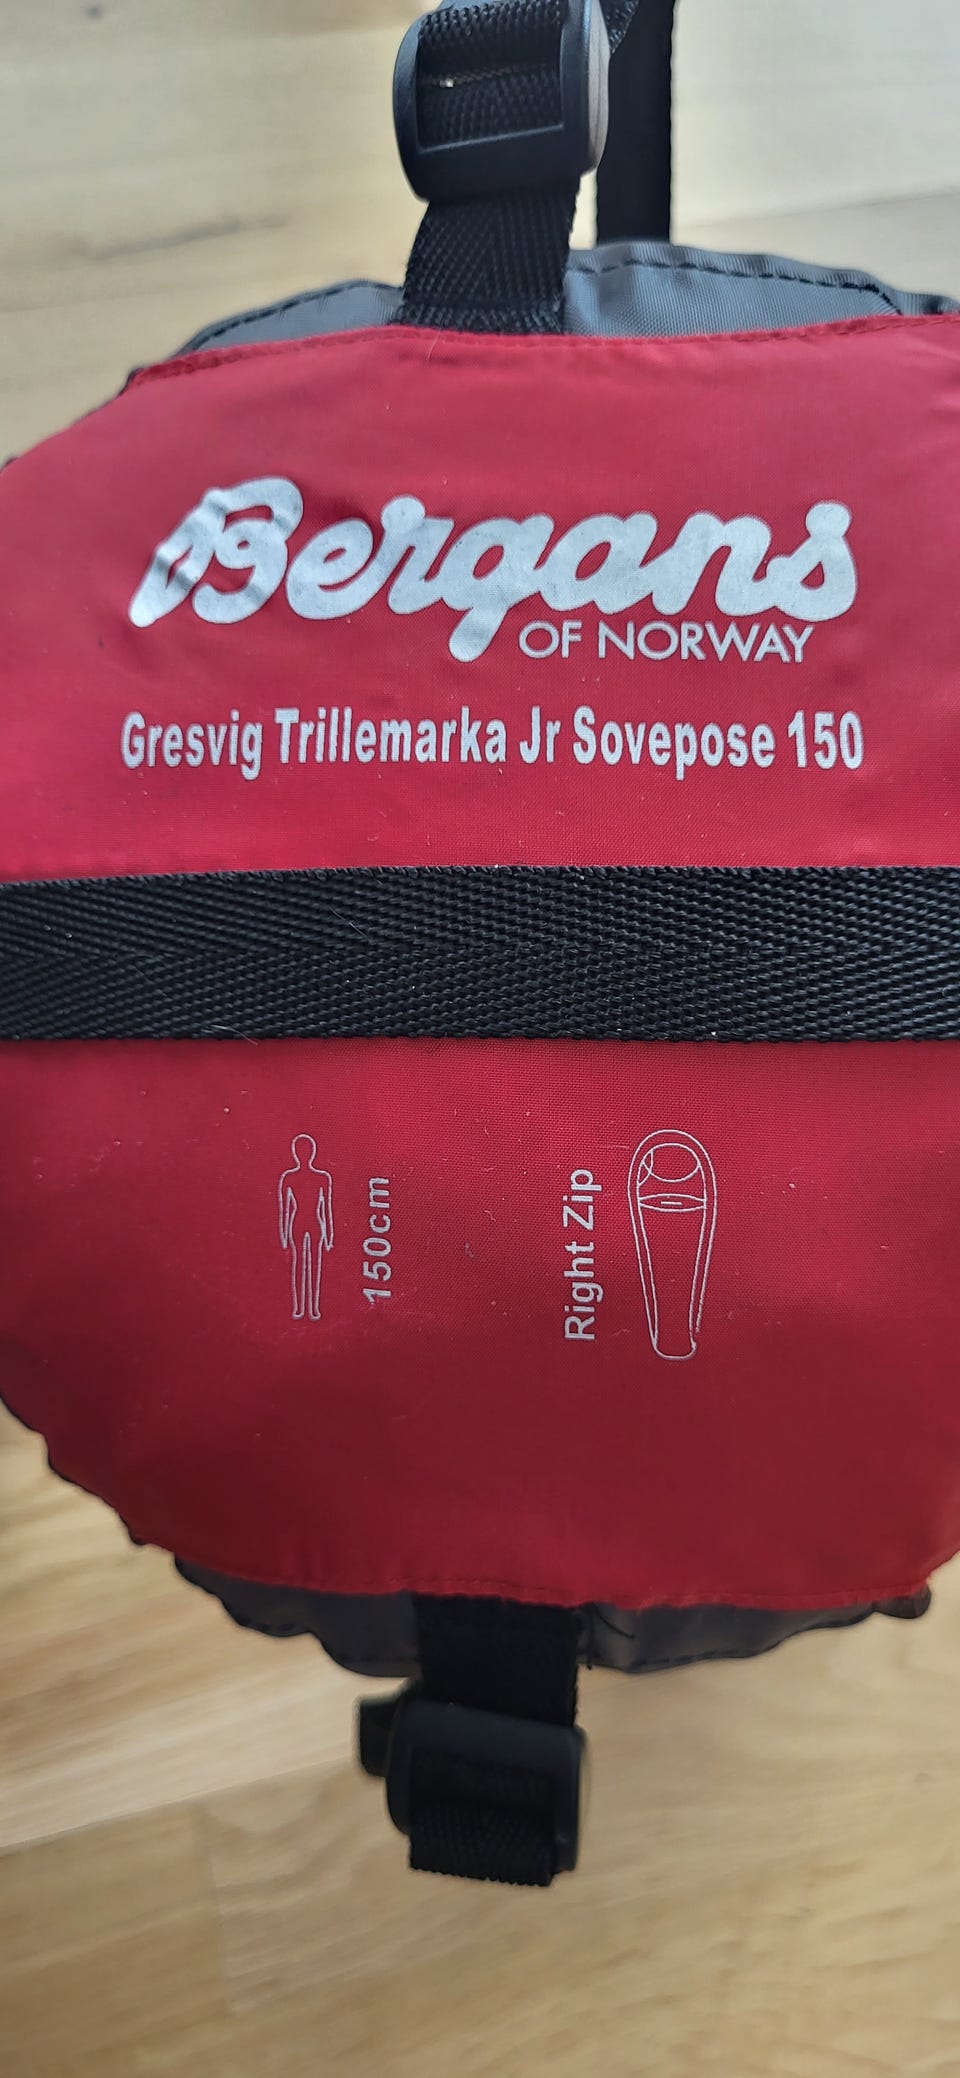 Bergans
OF NORWAY
Gresvig Trillemarka Jr Sovepose 150
150cm
Right Zip